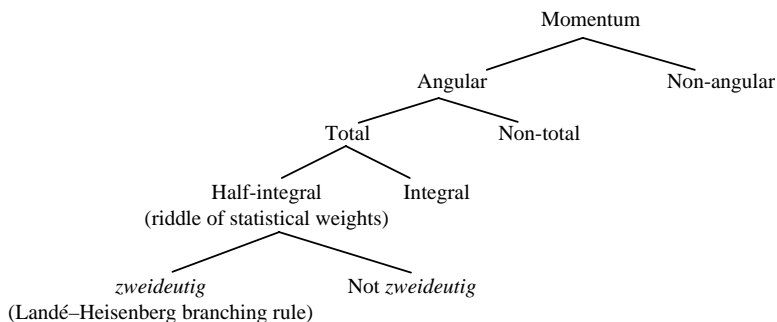 Momentum
Angular Non-angular
Total Non-total
Half-integral Integral
(riddle of statistical weights)
zweideutig Not zweideutig
(Landé–Heisenberg branching rule)